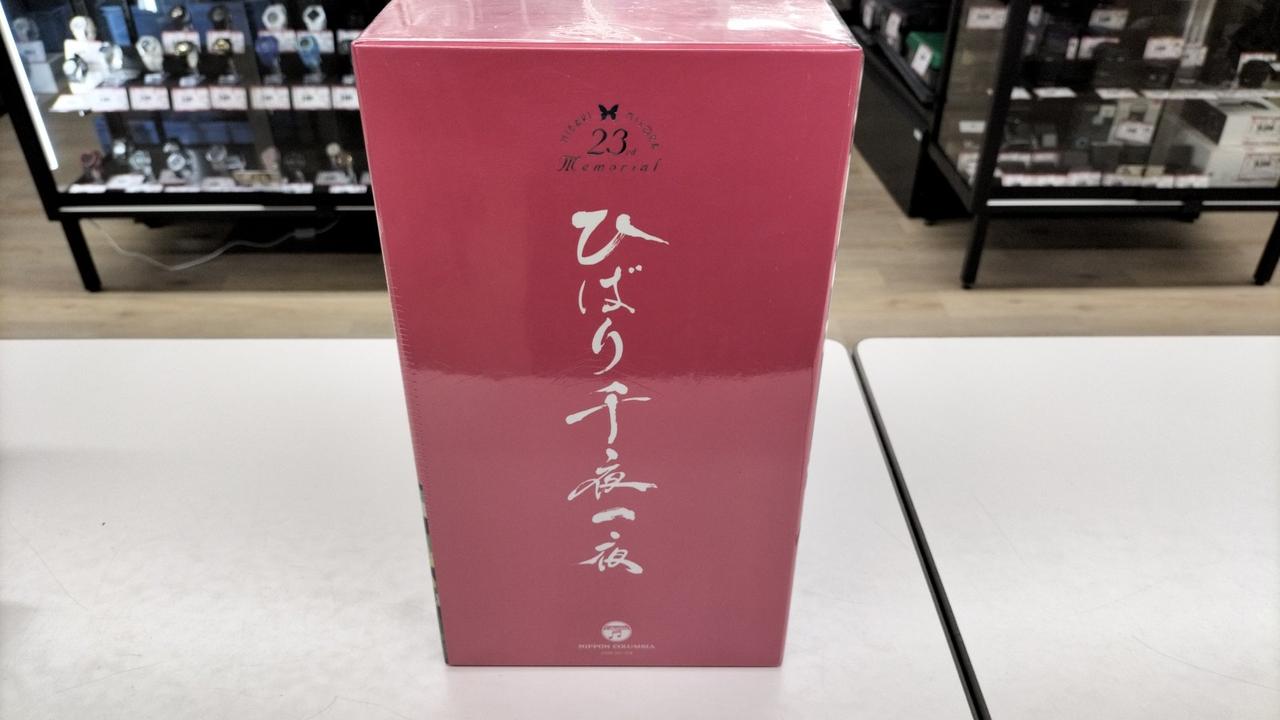 HIBARI MISORA
23rd
Memorial
ひばり千夜一夜
NIPPON COLUMBIA